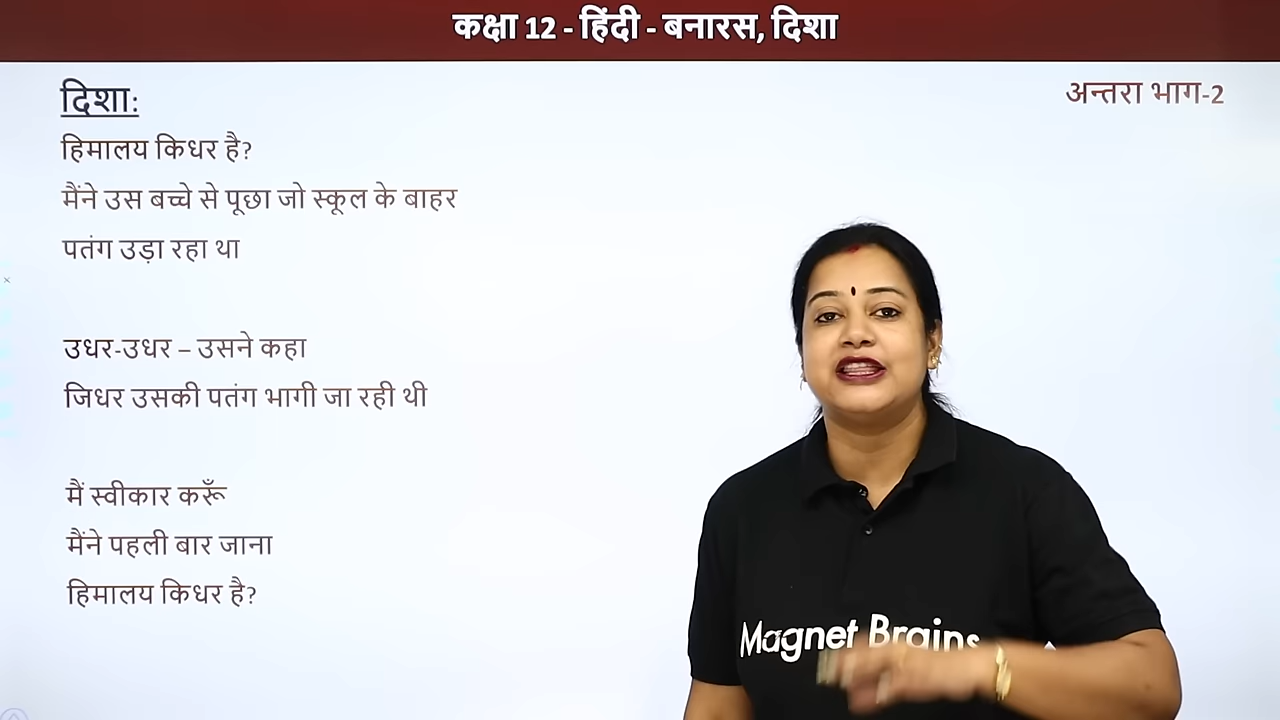 कक्षा 12 - हिंदी - बनारस, दिशा
दिशा:
अन्तरा भाग-2
हिमालय किधर है?
मैंने उस बच्चे से पूछा जो स्कूल के बाहर
पतंग उड़ा रहा था
उधर-उधर – उसने कहा
जिधर उसकी पतंग भागी जा रही थी
मैं स्वीकार करूँ
मैंने पहली बार जाना
हिमालय किधर है?
Magnet Brains